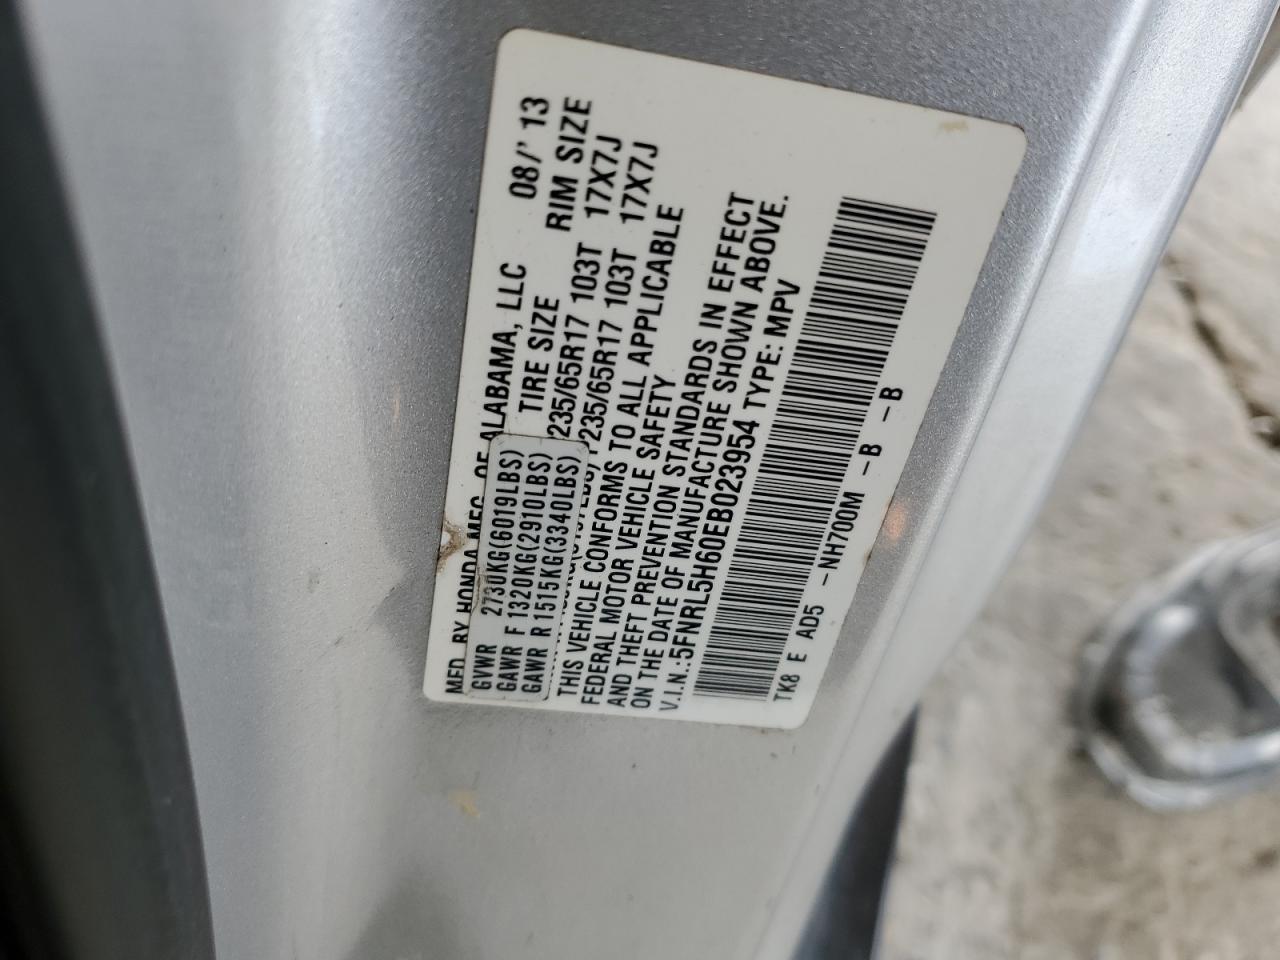 MFD. BY HONDA MFG. OF ALABAMA, LLC 08/' 13
TIRE SIZE RIM SIZE
GVWR 2730KG(6019LBS)
GAWR F 1320KG(2910LBS) 235/65R17 103T 17X7J
GAWR R 1515KG(3340LBS) 235/65R17 103T 17X7J
THIS VEHICLE CONFORMS TO ALL APPLICABLE
FEDERAL MOTOR VEHICLE SAFETY
AND THEFT PREVENTION STANDARDS IN EFFECT
ON THE DATE OF MANUFACTURE SHOWN ABOVE.
V.I.N.:5FNRL5H60EB023954 TYPE: MPV
TK8 E AD5 -NH700M -B -B